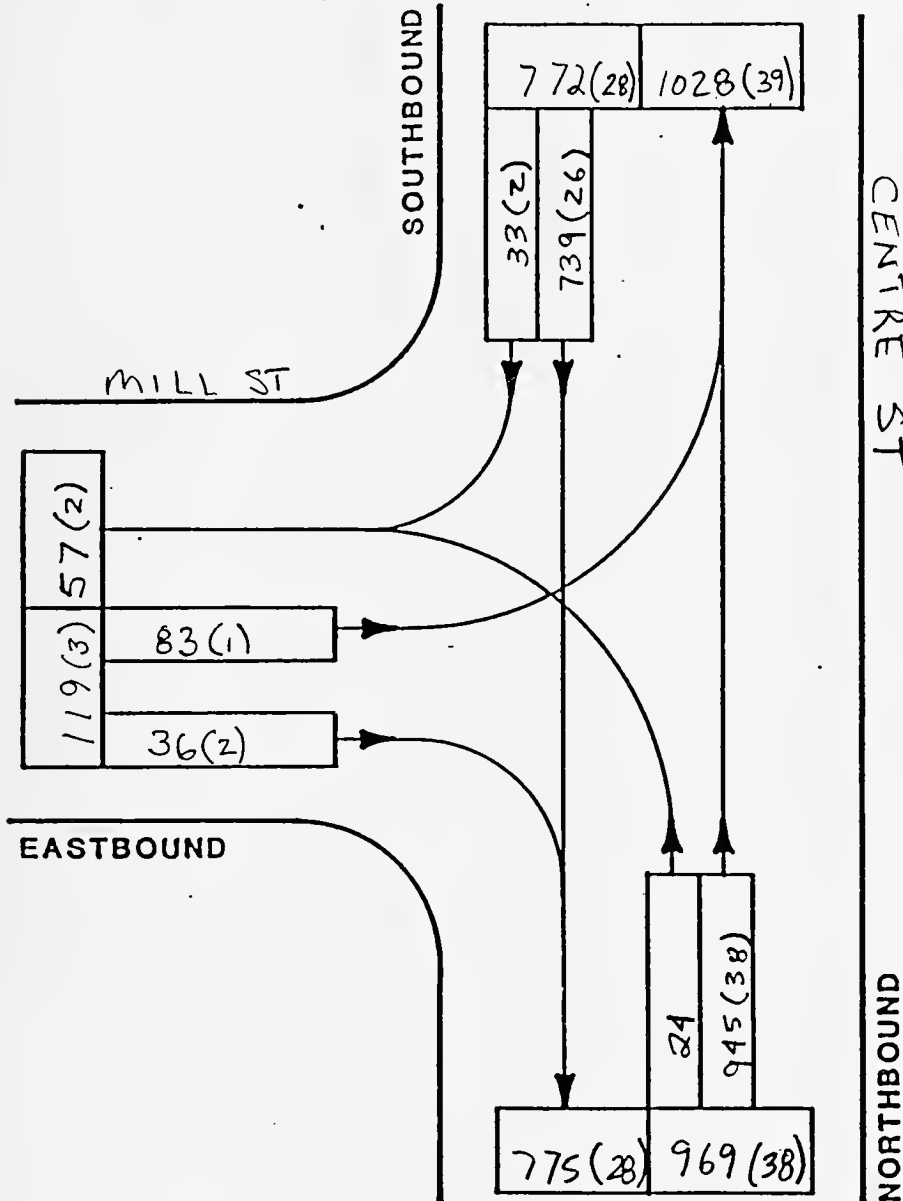 SOUTHBOUND
772(28)
1028(39)
33(2)
739(26)
CENTRE ST
MILL ST
57(2)
119(3)
83(1)
36(2)
EASTBOUND
24
945(38)
NORTHBOUND
775(28)
969(38)